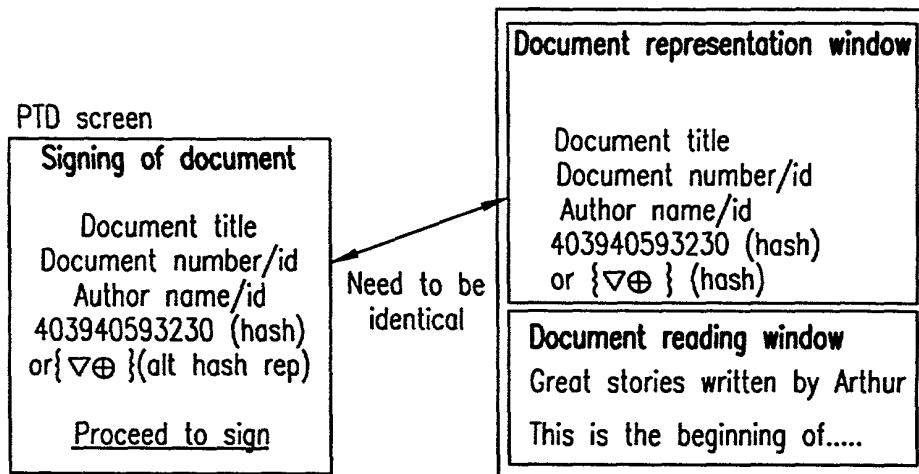 PTD screen
Signing of document
Document title
Document number/id
Author name/id
403940593230 (hash)
or{ ▽⊕ }(alt hash rep)
Proceed to sign
Need to be
identical
Document representation window
Document title
Document number/id
Author name/id
403940593230 (hash)
or { ▽⊕ } (hash)
Document reading window
Great stories written by Arthur
This is the beginning of.....